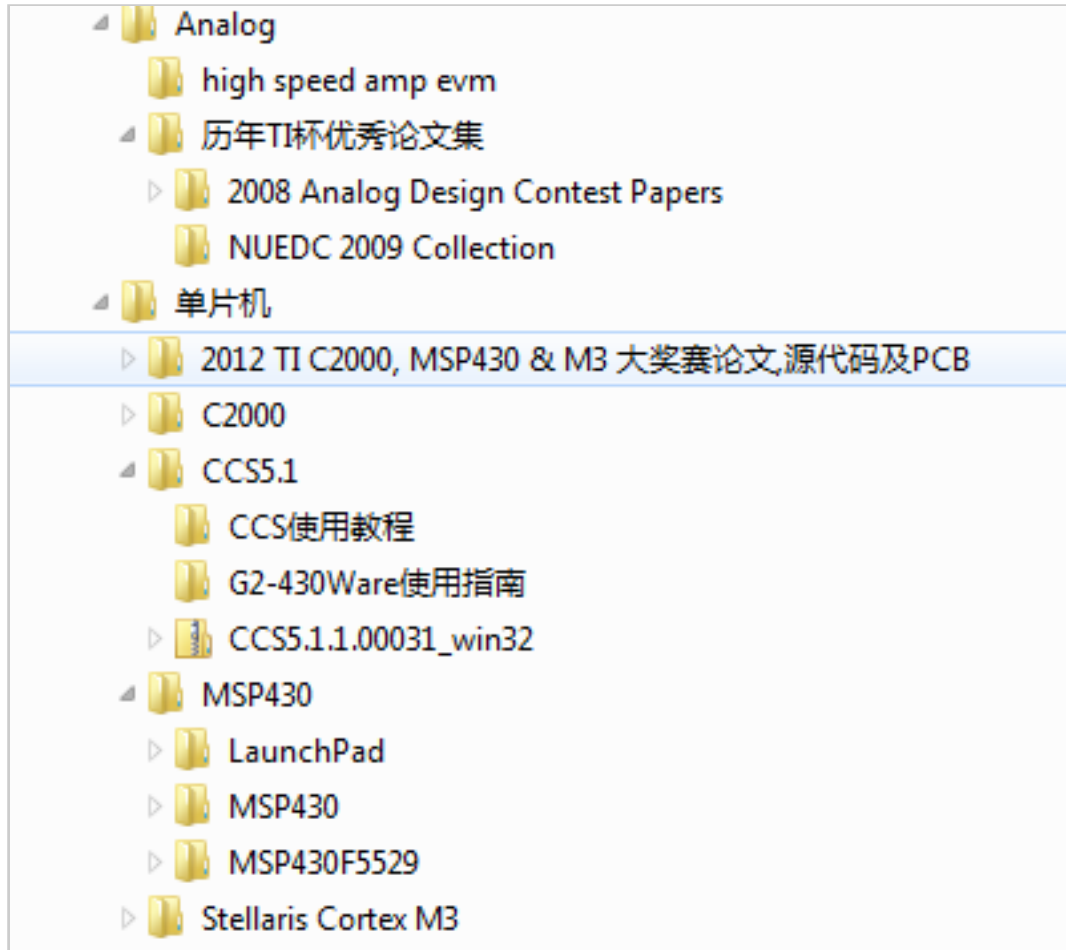 Analog
high speed amp evm
历年TI杯优秀论文集
2008 Analog Design Contest Papers
NUEDC 2009 Collection
单片机
2012 TI C2000, MSP430 & M3 大奖赛论文,源代码及PCB
C2000
CCS5.1
CCS使用教程
G2-430Ware使用指南
CCS5.1.1.00031_win32
MSP430
LaunchPad
MSP430
MSP430F5529
Stellaris Cortex M3